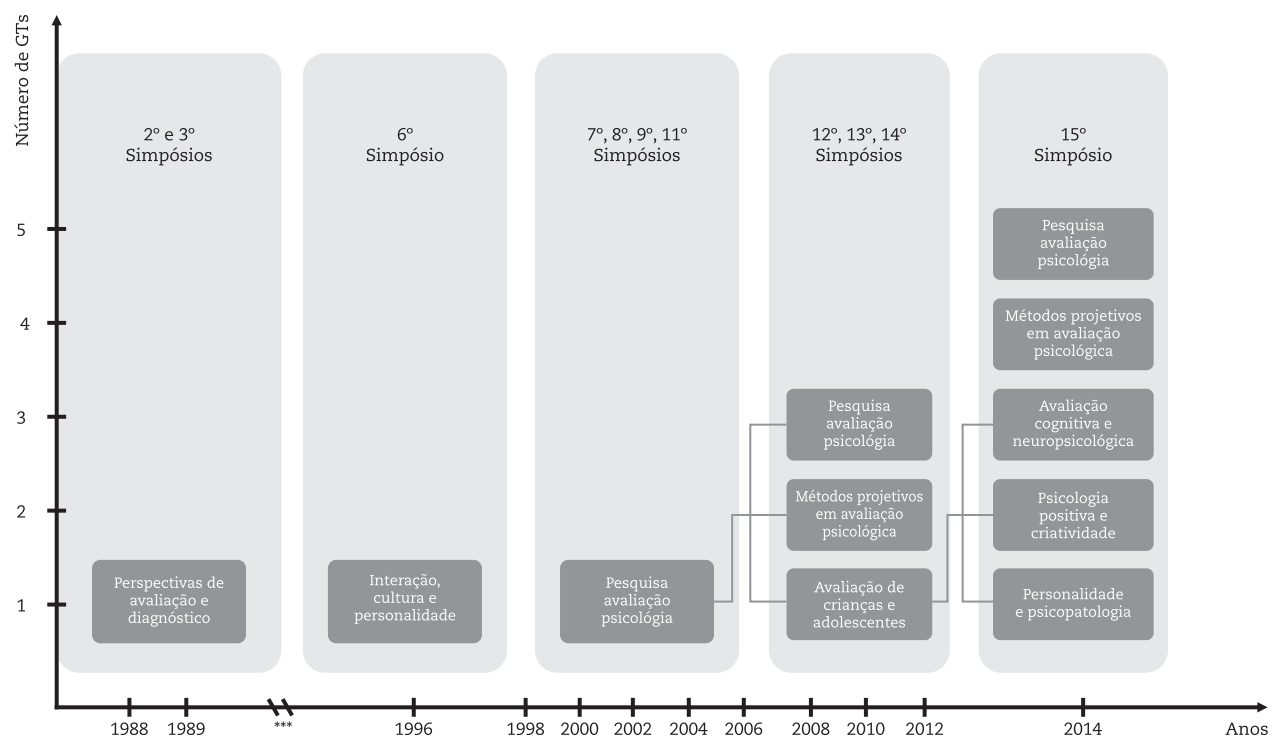 Número de GTs
2º e 3º
Simpósios
6º
Simpósio
7º, 8º, 9º, 11º
Simpósios
12º, 13º, 14º
Simpósios
15º
Simpósio
5
4
3
2
1
Perspectivas de
avaliação e
diagnóstico
Interação,
cultura e
personalidade
Pesquisa
avaliação
psicológia
Pesquisa
avaliação
psicológia
Métodos projetivos
em avaliação
psicológica
Avaliação de
crianças e
adolescentes
Pesquisa
avaliação
psicológia
Métodos projetivos
em avaliação
psicológica
Avaliação
cognitiva e
neuropsicológica
Psicologia
positiva e
criatividade
Personalidade
e psicopatologia
1988 1989 *** 1996 1998 2000 2002 2004 2006 2008 2010 2012 2014 Anos